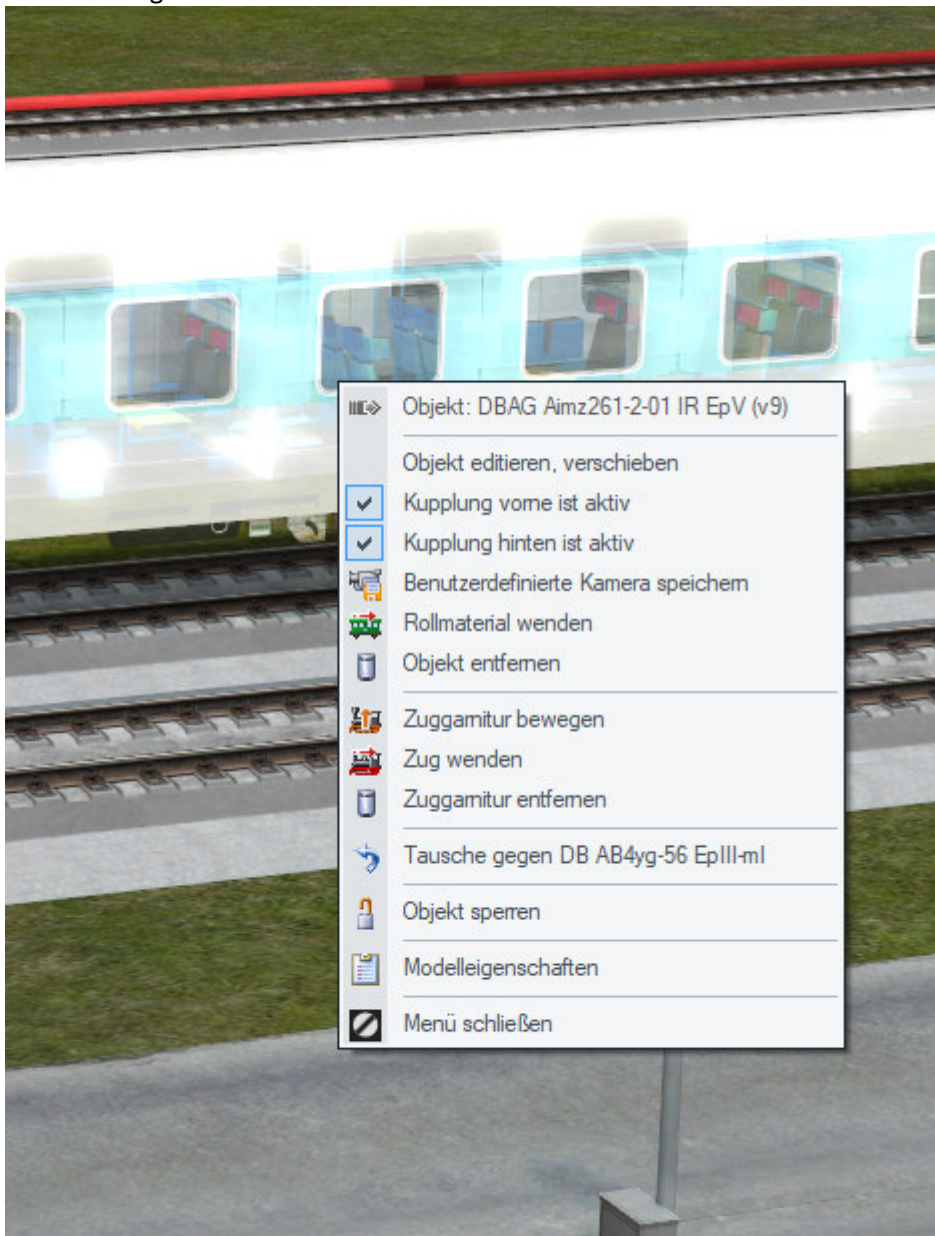 Objekt: DBAG Aimz261-2-01 IR EpV (v9)
Objekt editieren, verschieben
Kupplung vorne ist aktiv
Kupplung hinten ist aktiv
Benutzerdefinierte Kamera speichern
Rollmaterial wenden
Objekt entfernen
Zuggarnitur bewegen
Zug wenden
Zuggarnitur entfernen
Tausche gegen DB AB4yg-56 EpIII-ml
Objekt sperren
Modelleigenschaften
Menü schließen